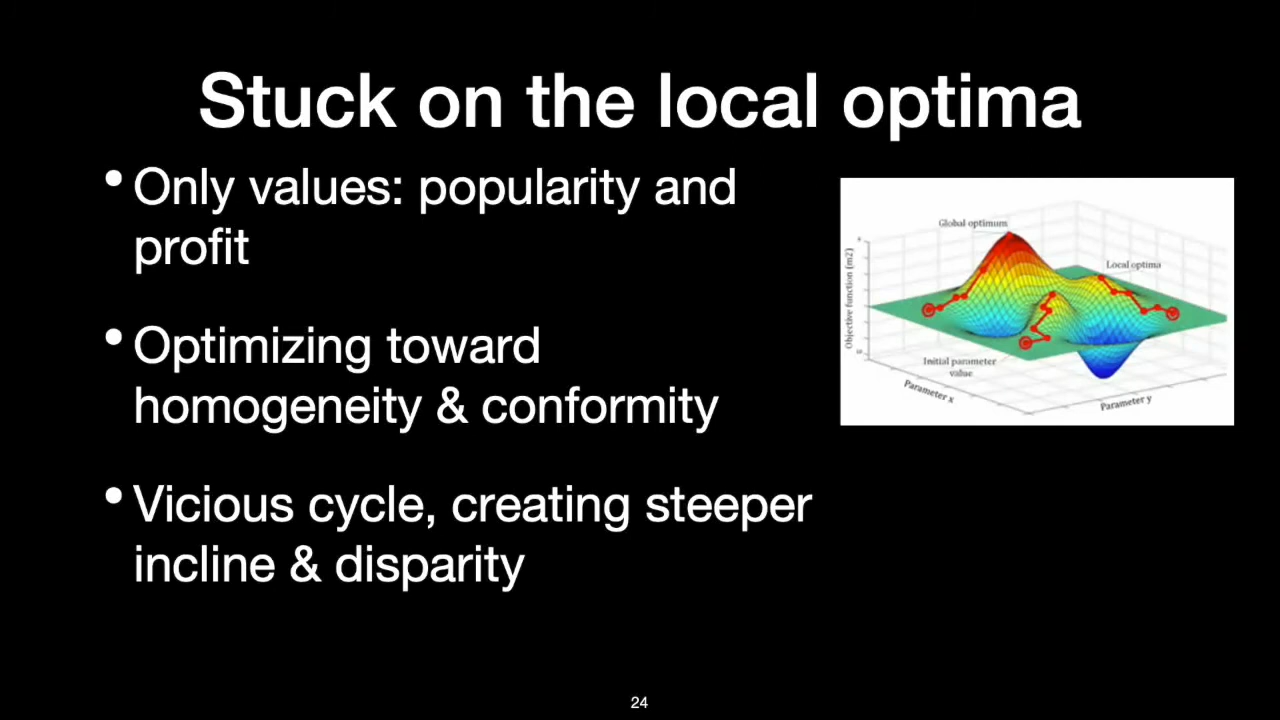 Stuck on the local optima
• Only values: popularity and
profit
• Optimizing toward
homogeneity & conformity
• Vicious cycle, creating steeper
incline & disparity
Global optimum
Local optima
Objective function (m2)
Initial parameter
value
Parameter x
Parameter y
24